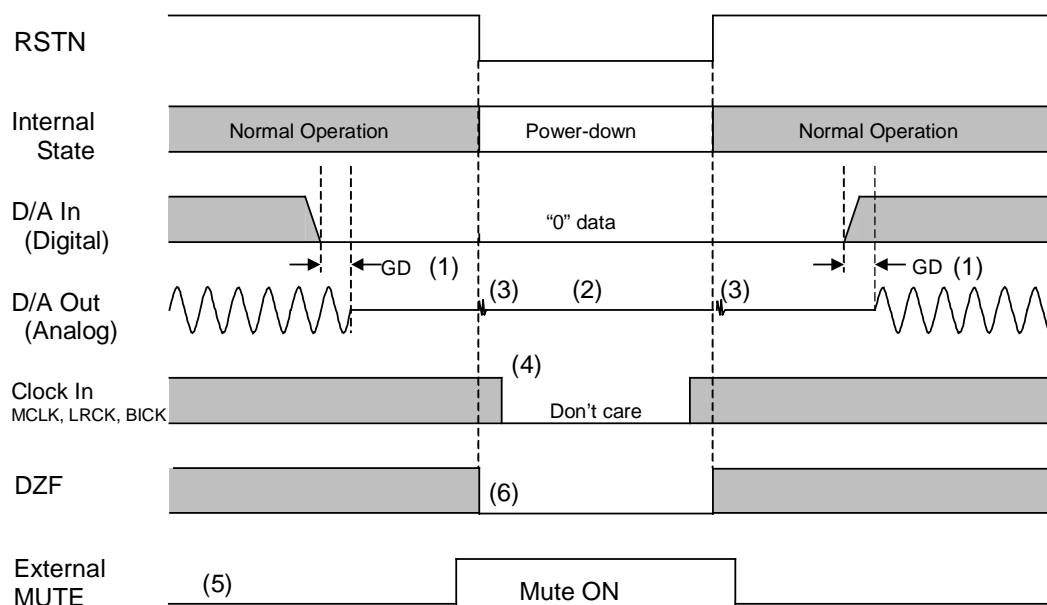 RSTN
Internal
State
Normal Operation
Power-down
Normal Operation
D/A In
(Digital)
“0” data
GD (1)
GD (1)
D/A Out
(Analog)
(3)
(2)
(3)
Clock In
MCLK, LRCK, BICK
(4)
Don’t care
DZF
(6)
External
MUTE
(5)
Mute ON